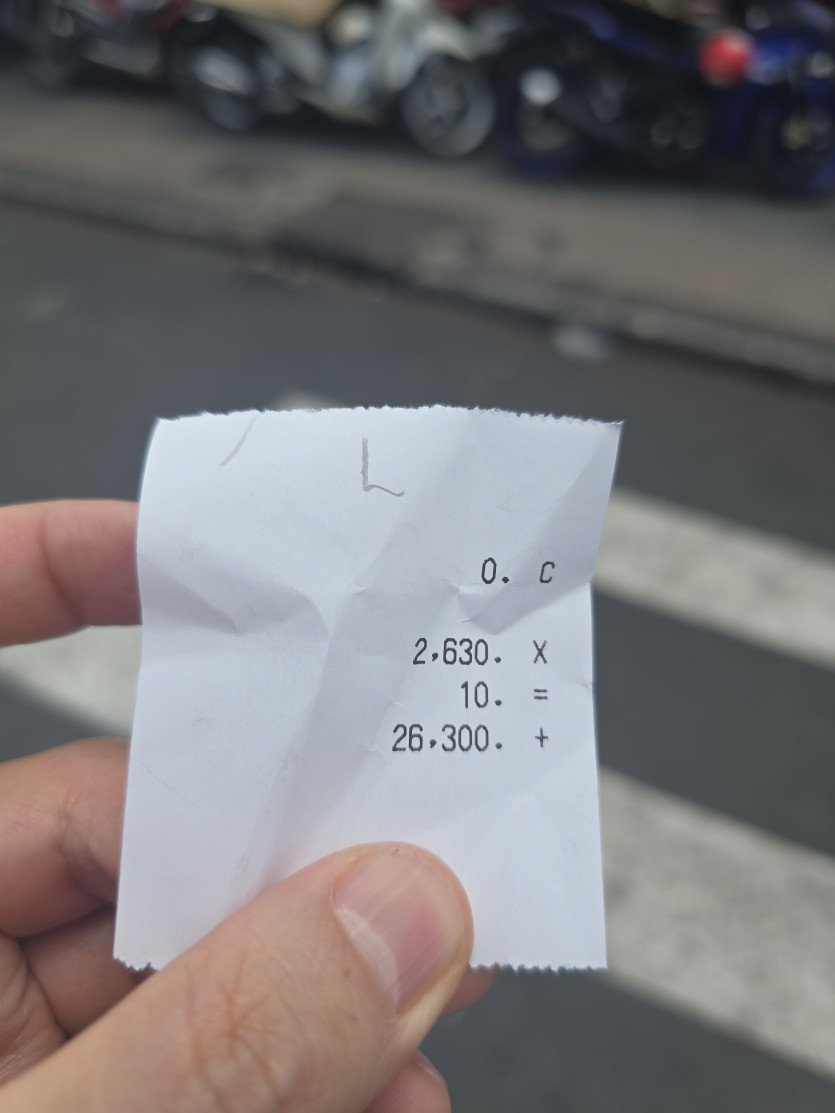 L
0. C
2,630. X
10. =
26,300. +